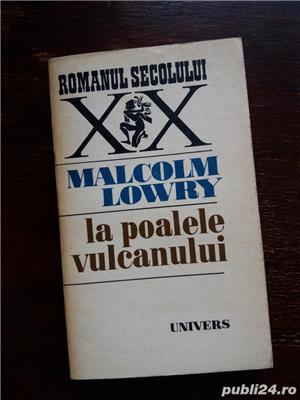 ROMANUL SECOLULUI
XX
MALCOLM
LOWRY
la poalele
vulcanului
UNIVERS
publi24.ro